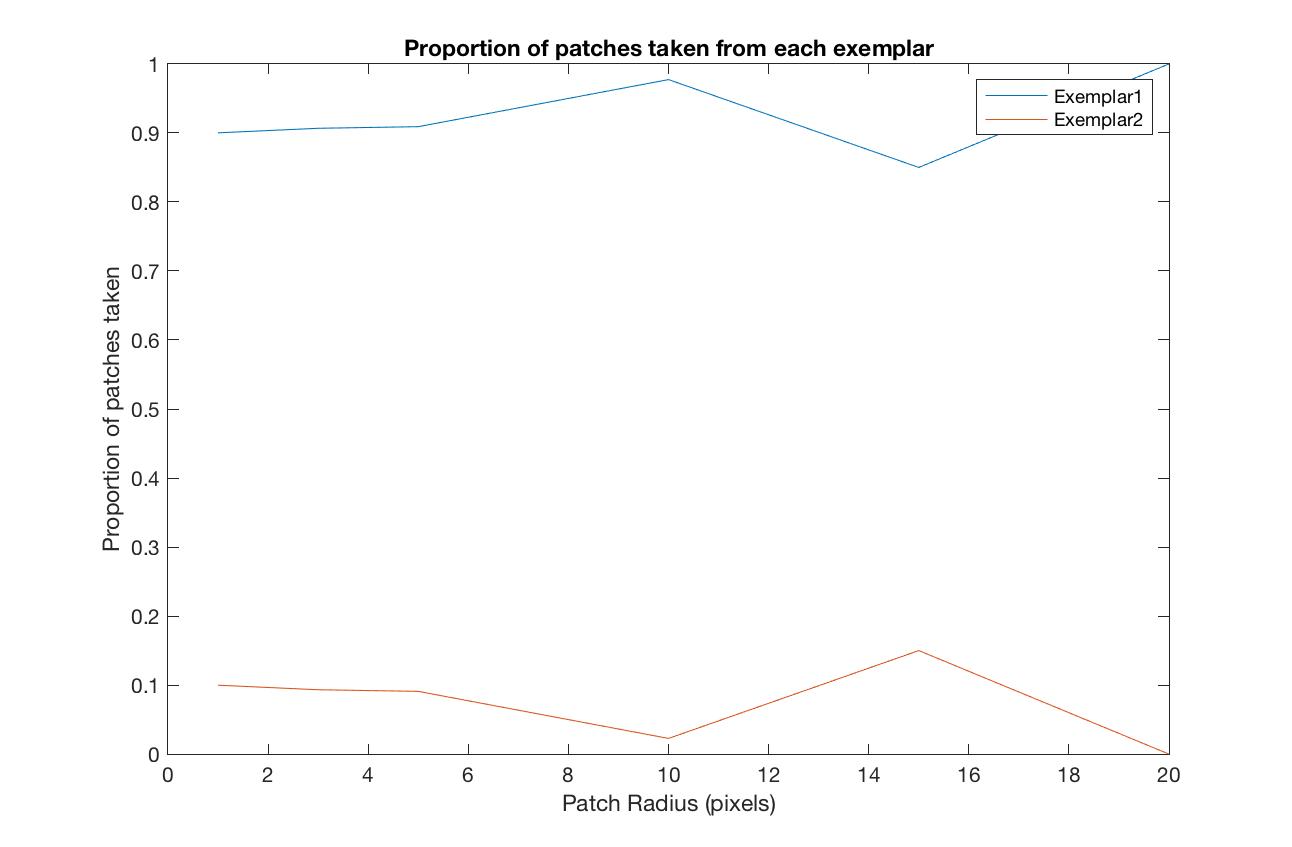 Proportion of patches taken from each exemplar
1
0.9
0.8
0.7
0.6
0.5
0.4
0.3
0.2
0.1
0
Proportion of patches taken
Exemplar1
Exemplar2
0 2 4 6 8 10 12 14 16 18 20
Patch Radius (pixels)